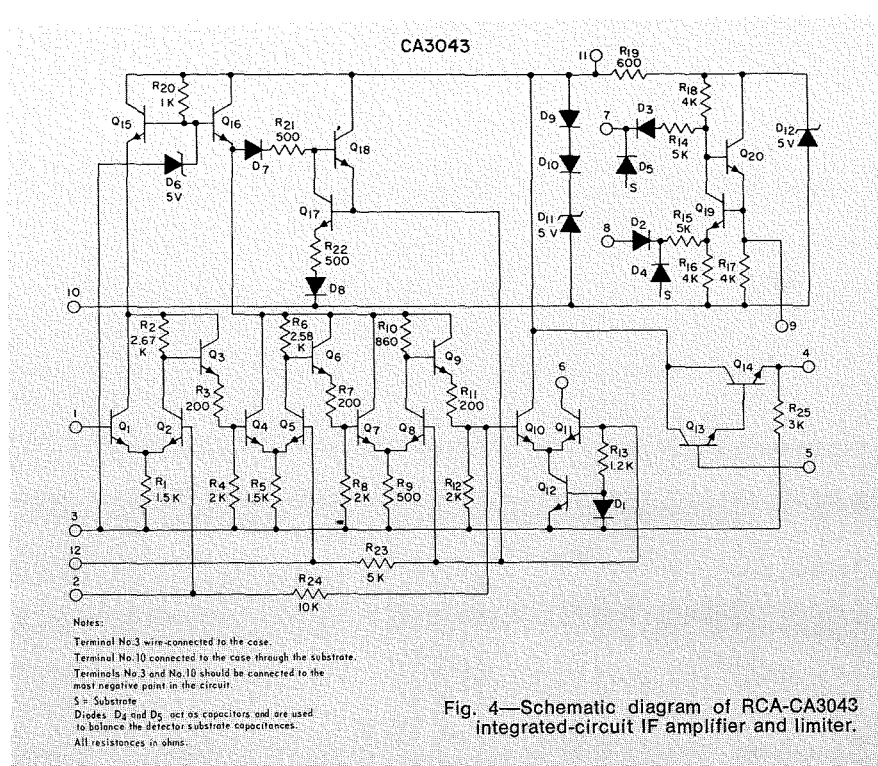 CA3043
11
R19
600
R20
1K
R18
4K
Q15
Q16
R21
500
D9
7
D3
D12
5V
Q18
R14
5K
Q20
D7
D10
D5
S
D6
5V
Q17
Q19
D11
5V
D2
R15
5K
8
R22
500
R16
4K
R17
4K
D4
S
D8
10
9
R2
2.67
K
R6
2.58
K
R10
860
Q3
Q6
Q9
Q14
4
6
R3
200
R7
200
R11
200
R25
3K
1
Q1
Q2
Q4
Q5
Q7
Q8
Q10
Q11
Q13
R13
1.2K
5
R1
1.5K
R4
2K
R5
1.5K
R8
2K
R9
500
R12
2K
Q12
D1
3
12
R23
5K
2
R24
10K
Notes:
Terminal No.3 wire-connected to the case.
Terminal No.10 connected to the case through the substrate.
Terminals No.3 and No.10 should be connected to the
most negative point in the circuit.
S = Substrate
Diodes D4 and D5 act as capacitors and are used
to balance the detector substrate capacitances.
All resistances in ohms.
Fig. 4—Schematic diagram of RCA-CA3043
integrated-circuit IF amplifier and limiter.